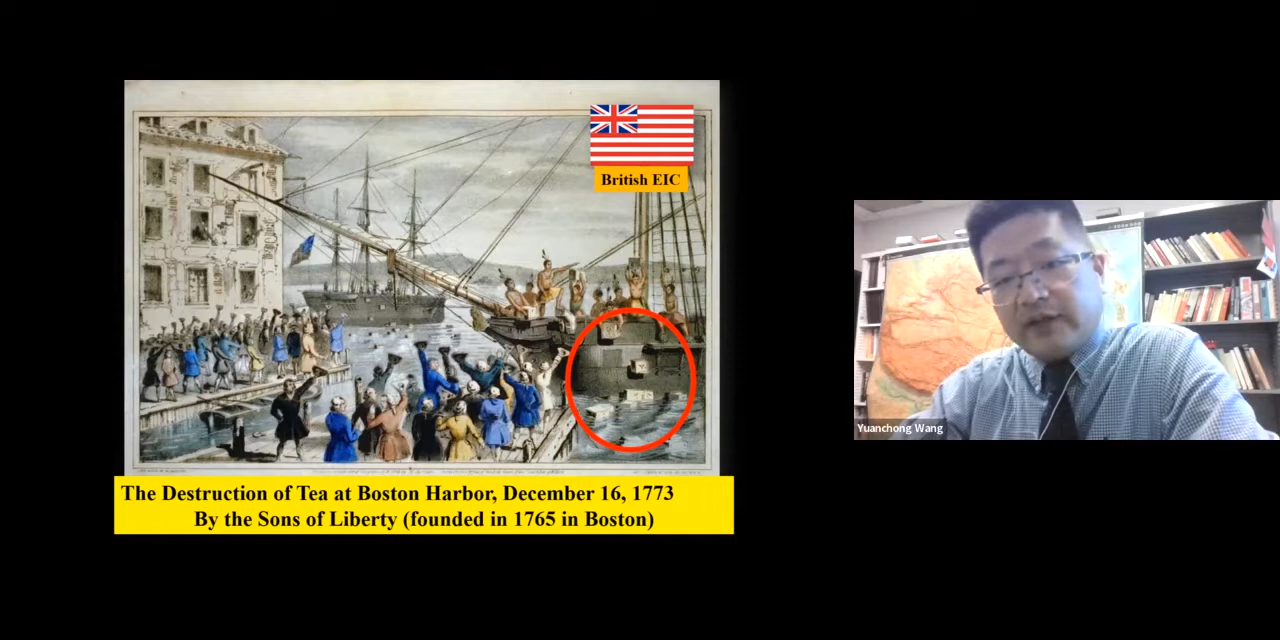 British EIC
The Destruction of Tea at Boston Harbor, December 16, 1773
By the Sons of Liberty (founded in 1765 in Boston)
Yuanchong Wang